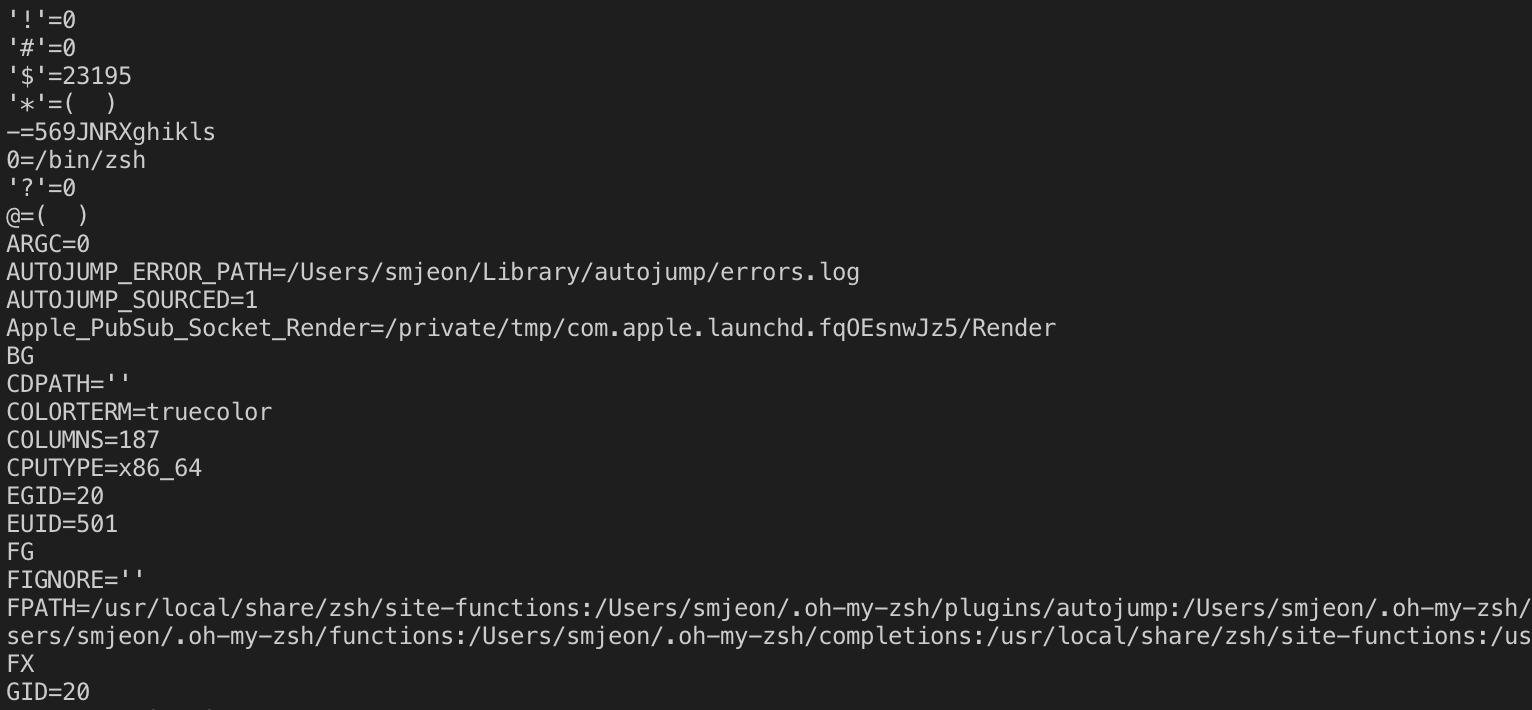 '!'=0
'#'=0
'$'=23195
'*'=(  )
-=569JNRXghikls
0=/bin/zsh
'?'=0
@=(  )
ARGC=0
AUTOJUMP_ERROR_PATH=/Users/smjeon/Library/autojump/errors.log
AUTOJUMP_SOURCED=1
Apple_PubSub_Socket_Render=/private/tmp/com.apple.launchd.fqOEsnwJz5/Render
BG
CDPATH=''
COLORTERM=truecolor
COLUMNS=187
CPUTYPE=x86_64
EGID=20
EUID=501
FG
FIGNORE=''
FPATH=/usr/local/share/zsh/site-functions:/Users/smjeon/.oh-my-zsh/plugins/autojump:/Users/smjeon/.oh-my-zsh/
sers/smjeon/.oh-my-zsh/functions:/Users/smjeon/.oh-my-zsh/completions:/usr/local/share/zsh/site-functions:/us
FX
GID=20